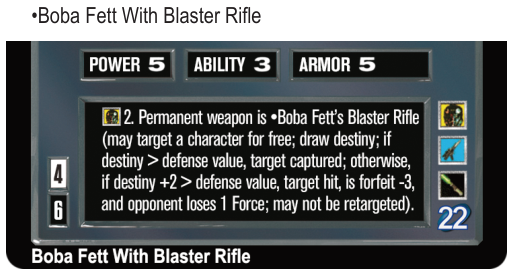 •Boba Fett With Blaster Rifle
POWER 5 ABILITY 3 ARMOR 5
2. Permanent weapon is •Boba Fett's Blaster Rifle
(may target a character for free; draw destiny; if
destiny > defense value, target captured; otherwise,
if destiny +2 > defense value, target hit, is forfeit -3,
and opponent loses 1 Force; may not be retargeted).
4
6
22
Boba Fett With Blaster Rifle